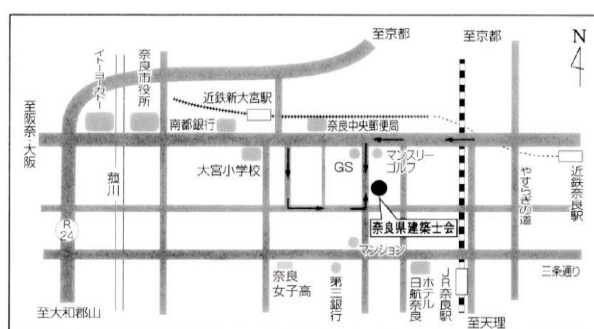 至京都
至京都
N
イトーヨーカドー
奈良市役所
近鉄新大宮駅
至阪奈・大阪
南都銀行
奈良中央郵便局
大宮小学校
GS
マンスリー
ゴルフ
近鉄奈良駅
やすらぎの道
R
24
奈良県建築士会
マンション
三条通り
奈良
女子高
第三銀行
ホテル
日航奈良
JR奈良駅
至大和郡山
至天理